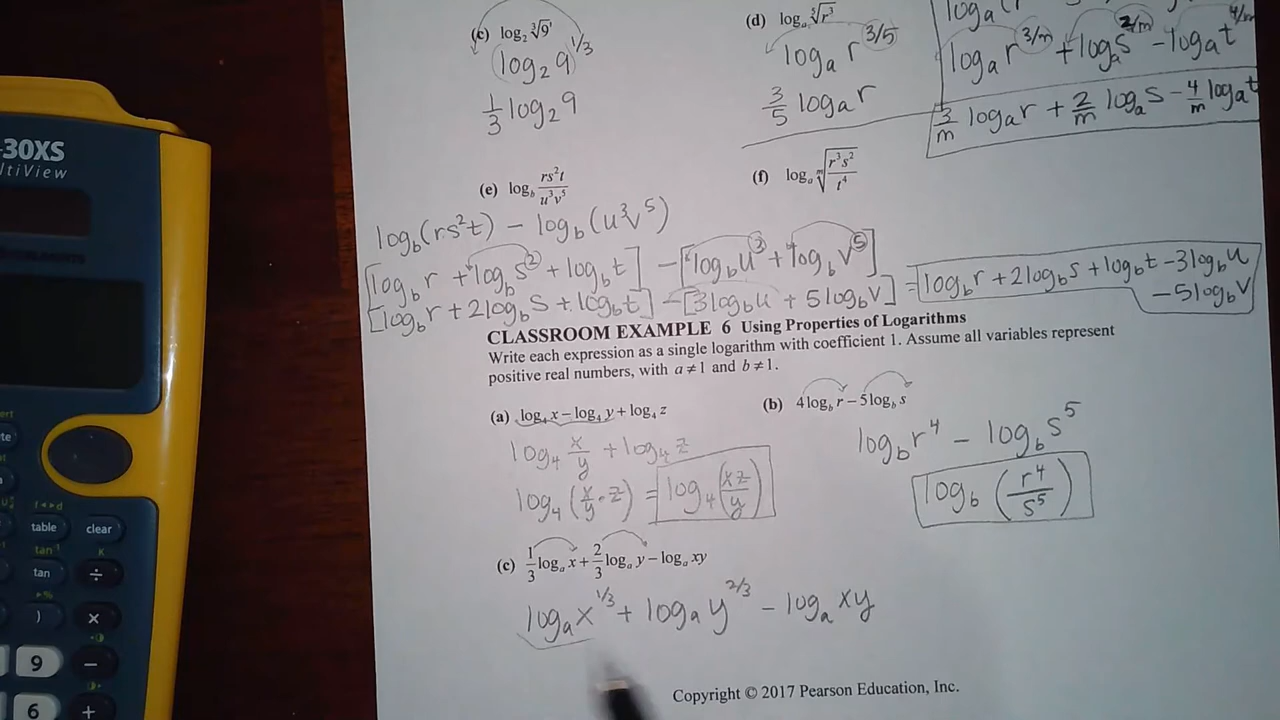 (c) log₂ ∛9
log₂ 9^(1/3)
1/3 log₂ 9
(d) logₐ ⁵√r³
logₐ r^(3/5)
3/5 logₐ r
logₐ r^(3/m) + logₐ s^(2/m) - logₐ t^(4/m)
3/m logₐ r + 2/m logₐ s - 4/m logₐ t
(e) log_b rs²t/u³v⁵
(f) logₐ ᵐ√(r³s²/t⁴)
log_b (rs²t) - log_b (u³v⁵)
[log_b r + log_b s² + log_b t] - [log_b u³ + log_b v⁵]
[log_b r + 2log_b s + log_b t] - [3log_b u + 5log_b v] = log_b r + 2log_b s + log_b t - 3log_b u
- 5log_b v
CLASSROOM EXAMPLE 6 Using Properties of Logarithms
Write each expression as a single logarithm with coefficient 1. Assume all variables represent
positive real numbers, with a ≠ 1 and b ≠ 1.
(a) log₄ x − log₄ y + log₄ z
log₄ x/y + log₄ z
log₄ (x/y · z) = log₄ (xz/y)
(b) 4 log_b r − 5 log_b s
log_b r⁴ - log_b s⁵
log_b (r⁴/s⁵)
(c) 1/3 logₐ x + 2/3 logₐ y − logₐ xy
logₐ x^(1/3) + logₐ y^(2/3) - logₐ xy
Copyright © 2017 Pearson Education, Inc.
-30XS
ltiView
table
clear
tan⁻¹
tan
÷
)
×
9
−
6
+